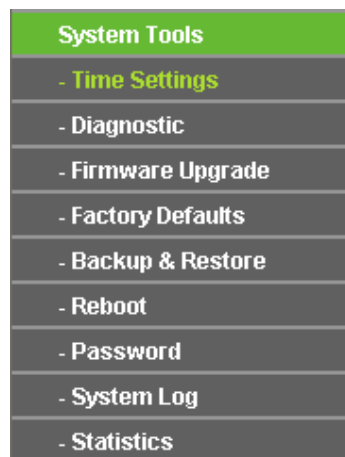 System Tools
- Time Settings
- Diagnostic
- Firmware Upgrade
- Factory Defaults
- Backup & Restore
- Reboot
- Password
- System Log
- Statistics